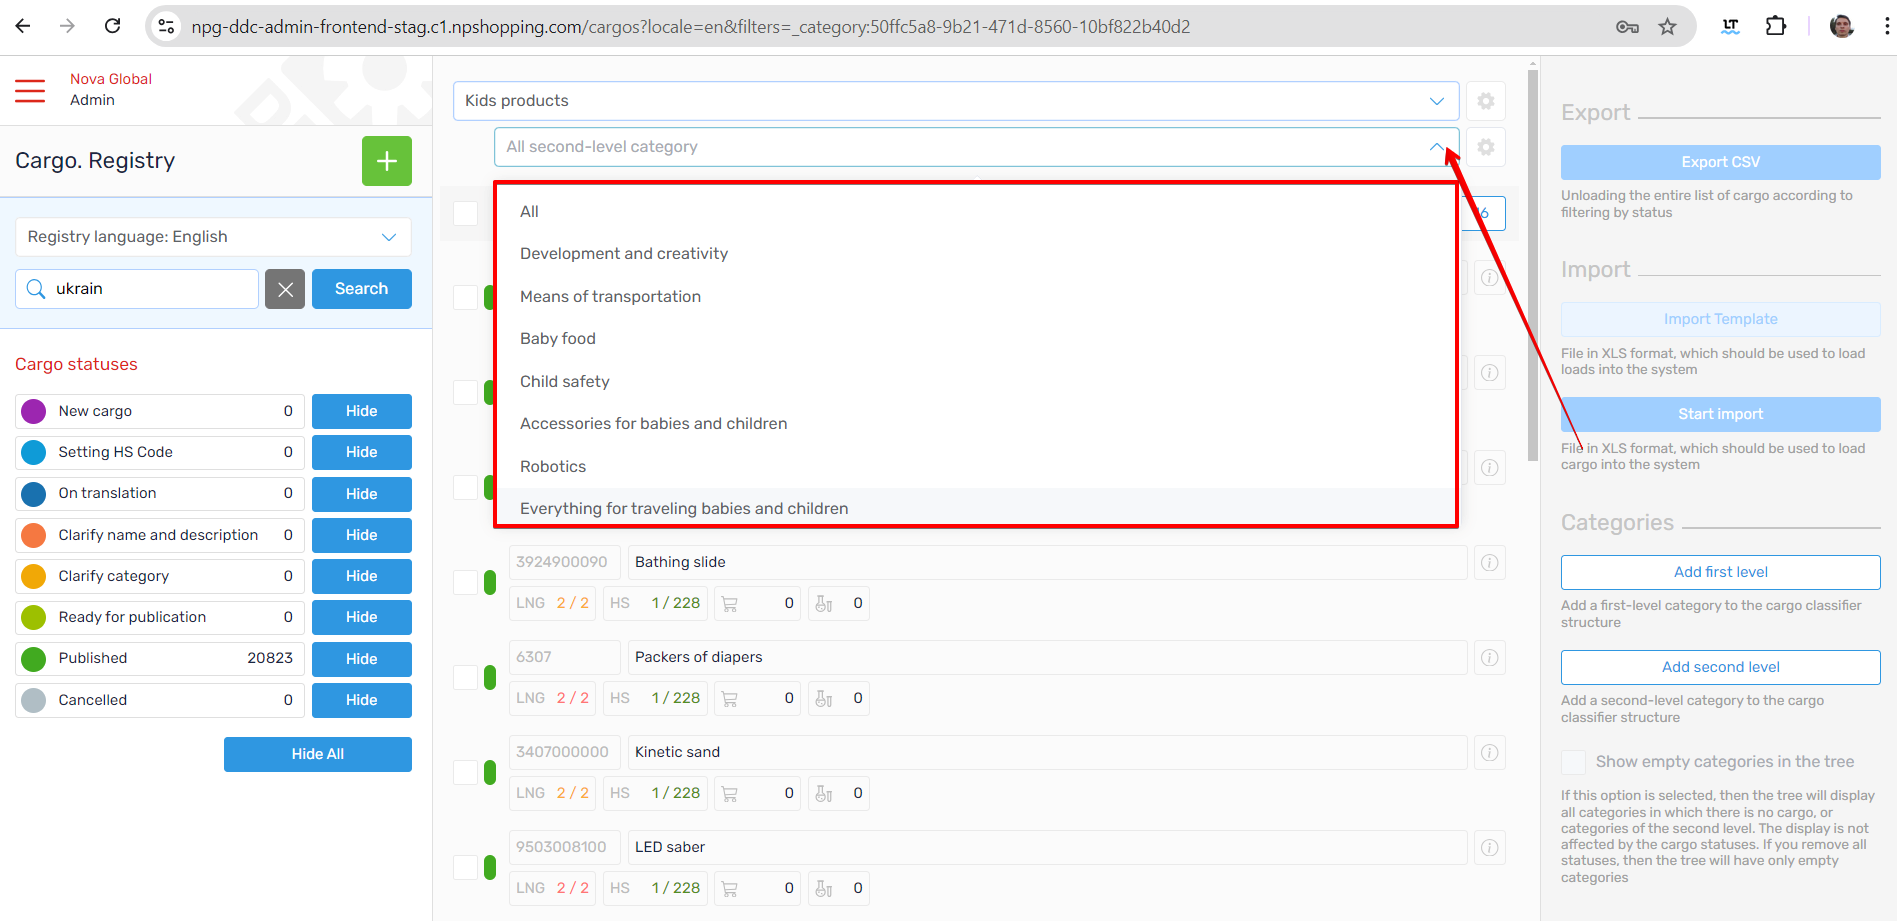 npg-ddc-admin-frontend-stag.c1.npshopping.com/cargos?locale=en&filters=_category:50ffc5a8-9b21-471d-8560-10bf822b40d2
LT
Nova Global
Admin
Cargo. Registry
Registry language: English
ukrain
Search
Cargo statuses
New cargo 0 Hide
Setting HS Code 0 Hide
On translation 0 Hide
Clarify name and description 0 Hide
Clarify category 0 Hide
Ready for publication 0 Hide
Published 20823 Hide
Cancelled 0 Hide
Hide All
Kids products
All second-level category
All
Development and creativity
Means of transportation
Baby food
Child safety
Accessories for babies and children
Robotics
Everything for traveling babies and children
3924900090 Bathing slide
LNG 2 / 2 HS 1 / 228 0 0
6307 Packers of diapers
LNG 2 / 2 HS 1 / 228 0 0
3407000000 Kinetic sand
LNG 2 / 2 HS 1 / 228 0 0
9503008100 LED saber
LNG 2 / 2 HS 1 / 228 0 0
Export
Export CSV
Unloading the entire list of cargo according to
filtering by status
Import
Import Template
File in XLS format, which should be used to load
loads into the system
Start import
File in XLS format, which should be used to load
cargo into the system
Categories
Add first level
Add a first-level category to the cargo classifier
structure
Add second level
Add a second-level category to the cargo
classifier structure
Show empty categories in the tree
If this option is selected, then the tree will display
all categories in which there is no cargo, or
categories of the second level. The display is not
affected by the cargo statuses. If you remove all
statuses, then the tree will have only empty
categories